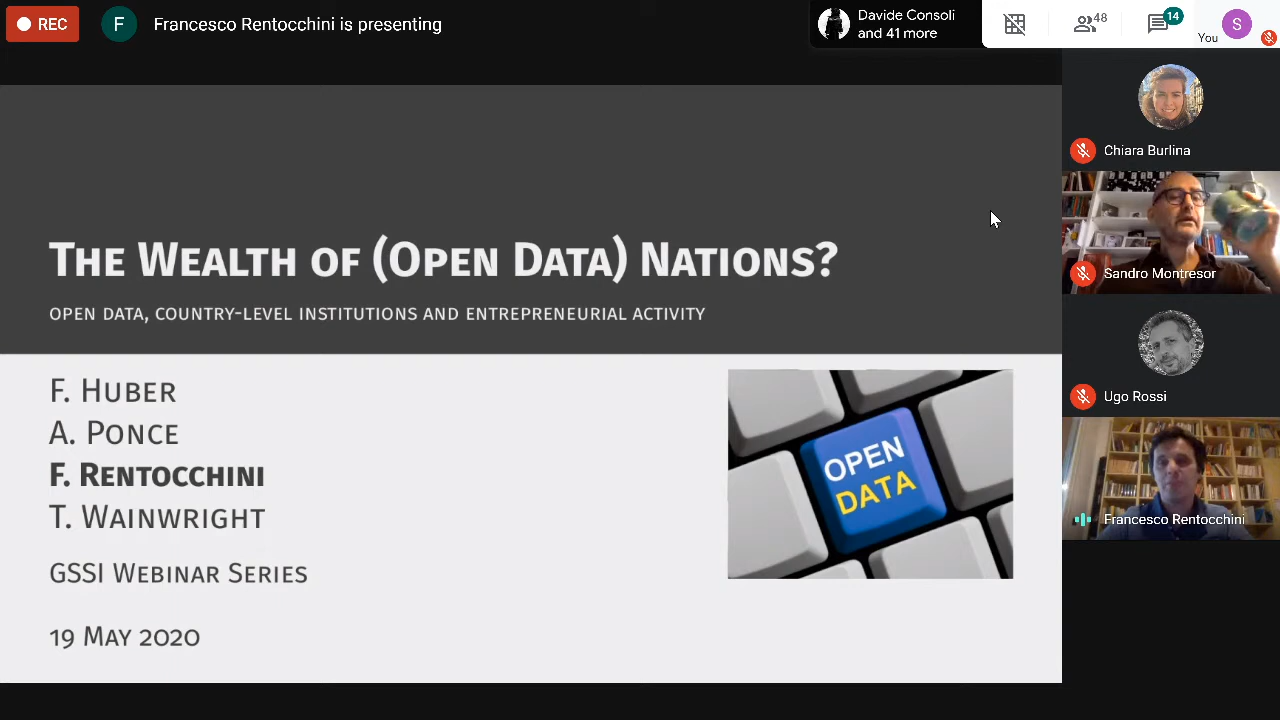 REC
F
Francesco Rentocchini is presenting
Davide Consoli
and 41 more
48
14
You
S
Chiara Burlina
Sandro Montresor
Ugo Rossi
Francesco Rentocchini
The Wealth of (Open Data) Nations?
open data, country-level institutions and entrepreneurial activity
F. Huber
A. Ponce
F. Rentocchini
T. Wainwright
GSSI Webinar Series
19 May 2020
OPEN
DATA